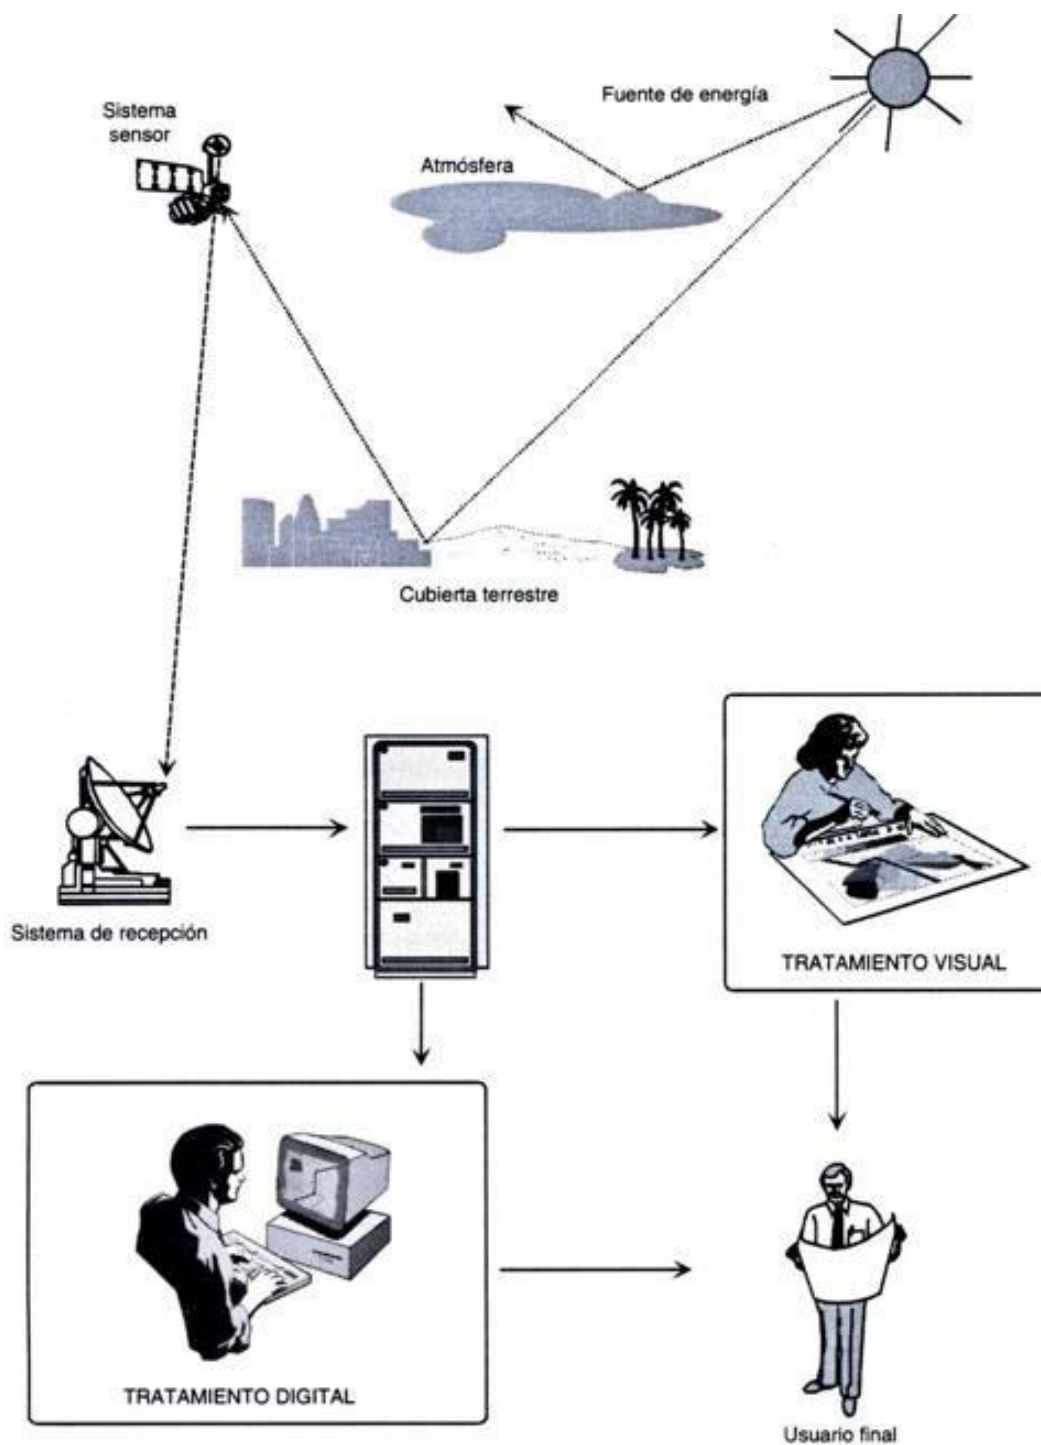 Sistema
sensor
Fuente de energía
Atmósfera
Cubierta terrestre
Sistema de recepción
TRATAMIENTO VISUAL
TRATAMIENTO DIGITAL
Usuario final